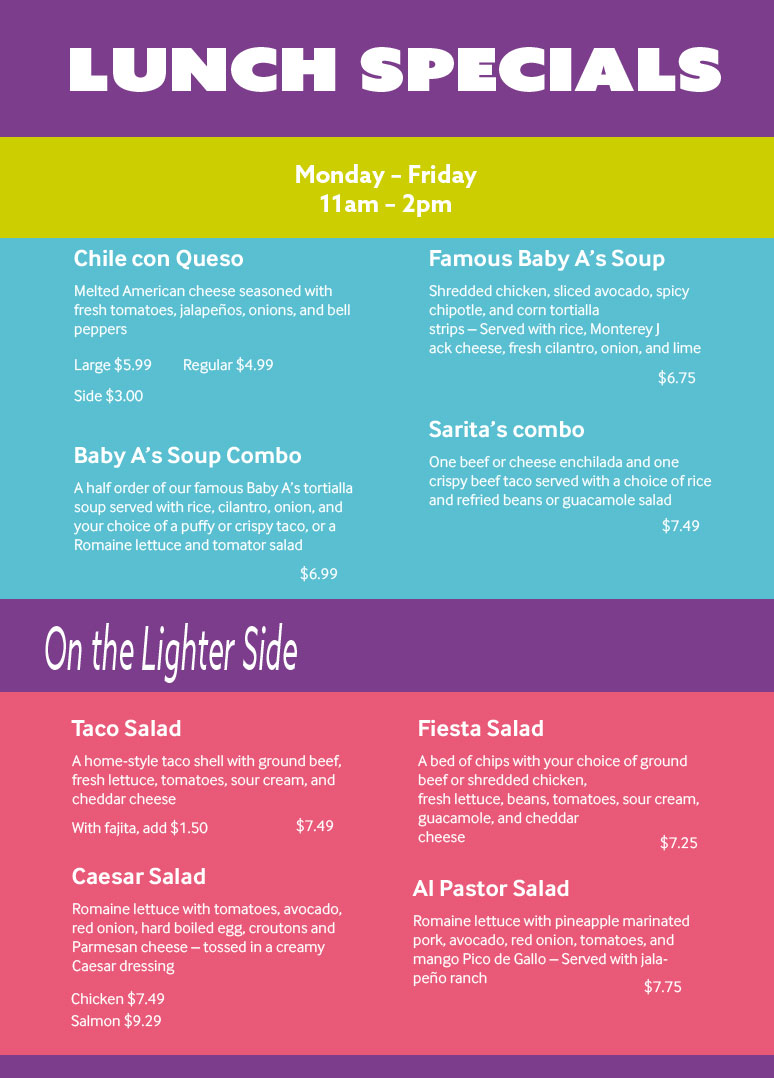 LUNCH SPECIALS
Monday – Friday
11am – 2pm
Chile con Queso
Melted American cheese seasoned with
fresh tomatoes, jalapeños, onions, and bell
peppers
Large $5.99 Regular $4.99
Side $3.00
Baby A’s Soup Combo
A half order of our famous Baby A’s tortialla
soup served with rice, cilantro, onion, and
your choice of a puffy or crispy taco, or a
Romaine lettuce and tomator salad
$6.99
Famous Baby A’s Soup
Shredded chicken, sliced avocado, spicy
chipotle, and corn tortialla
strips – Served with rice, Monterey J
ack cheese, fresh cilantro, onion, and lime
$6.75
Sarita’s combo
One beef or cheese enchilada and one
crispy beef taco served with a choice of rice
and refried beans or guacamole salad
$7.49
On the Lighter Side
Taco Salad
A home-style taco shell with ground beef,
fresh lettuce, tomatoes, sour cream, and
cheddar cheese
With fajita, add $1.50 $7.49
Caesar Salad
Romaine lettuce with tomatoes, avocado,
red onion, hard boiled egg, croutons and
Parmesan cheese – tossed in a creamy
Caesar dressing
Chicken $7.49
Salmon $9.29
Fiesta Salad
A bed of chips with your choice of ground
beef or shredded chicken,
fresh lettuce, beans, tomatoes, sour cream,
guacamole, and cheddar
cheese
$7.25
Al Pastor Salad
Romaine lettuce with pineapple marinated
pork, avocado, red onion, tomatoes, and
mango Pico de Gallo – Served with jala-
peño ranch
$7.75